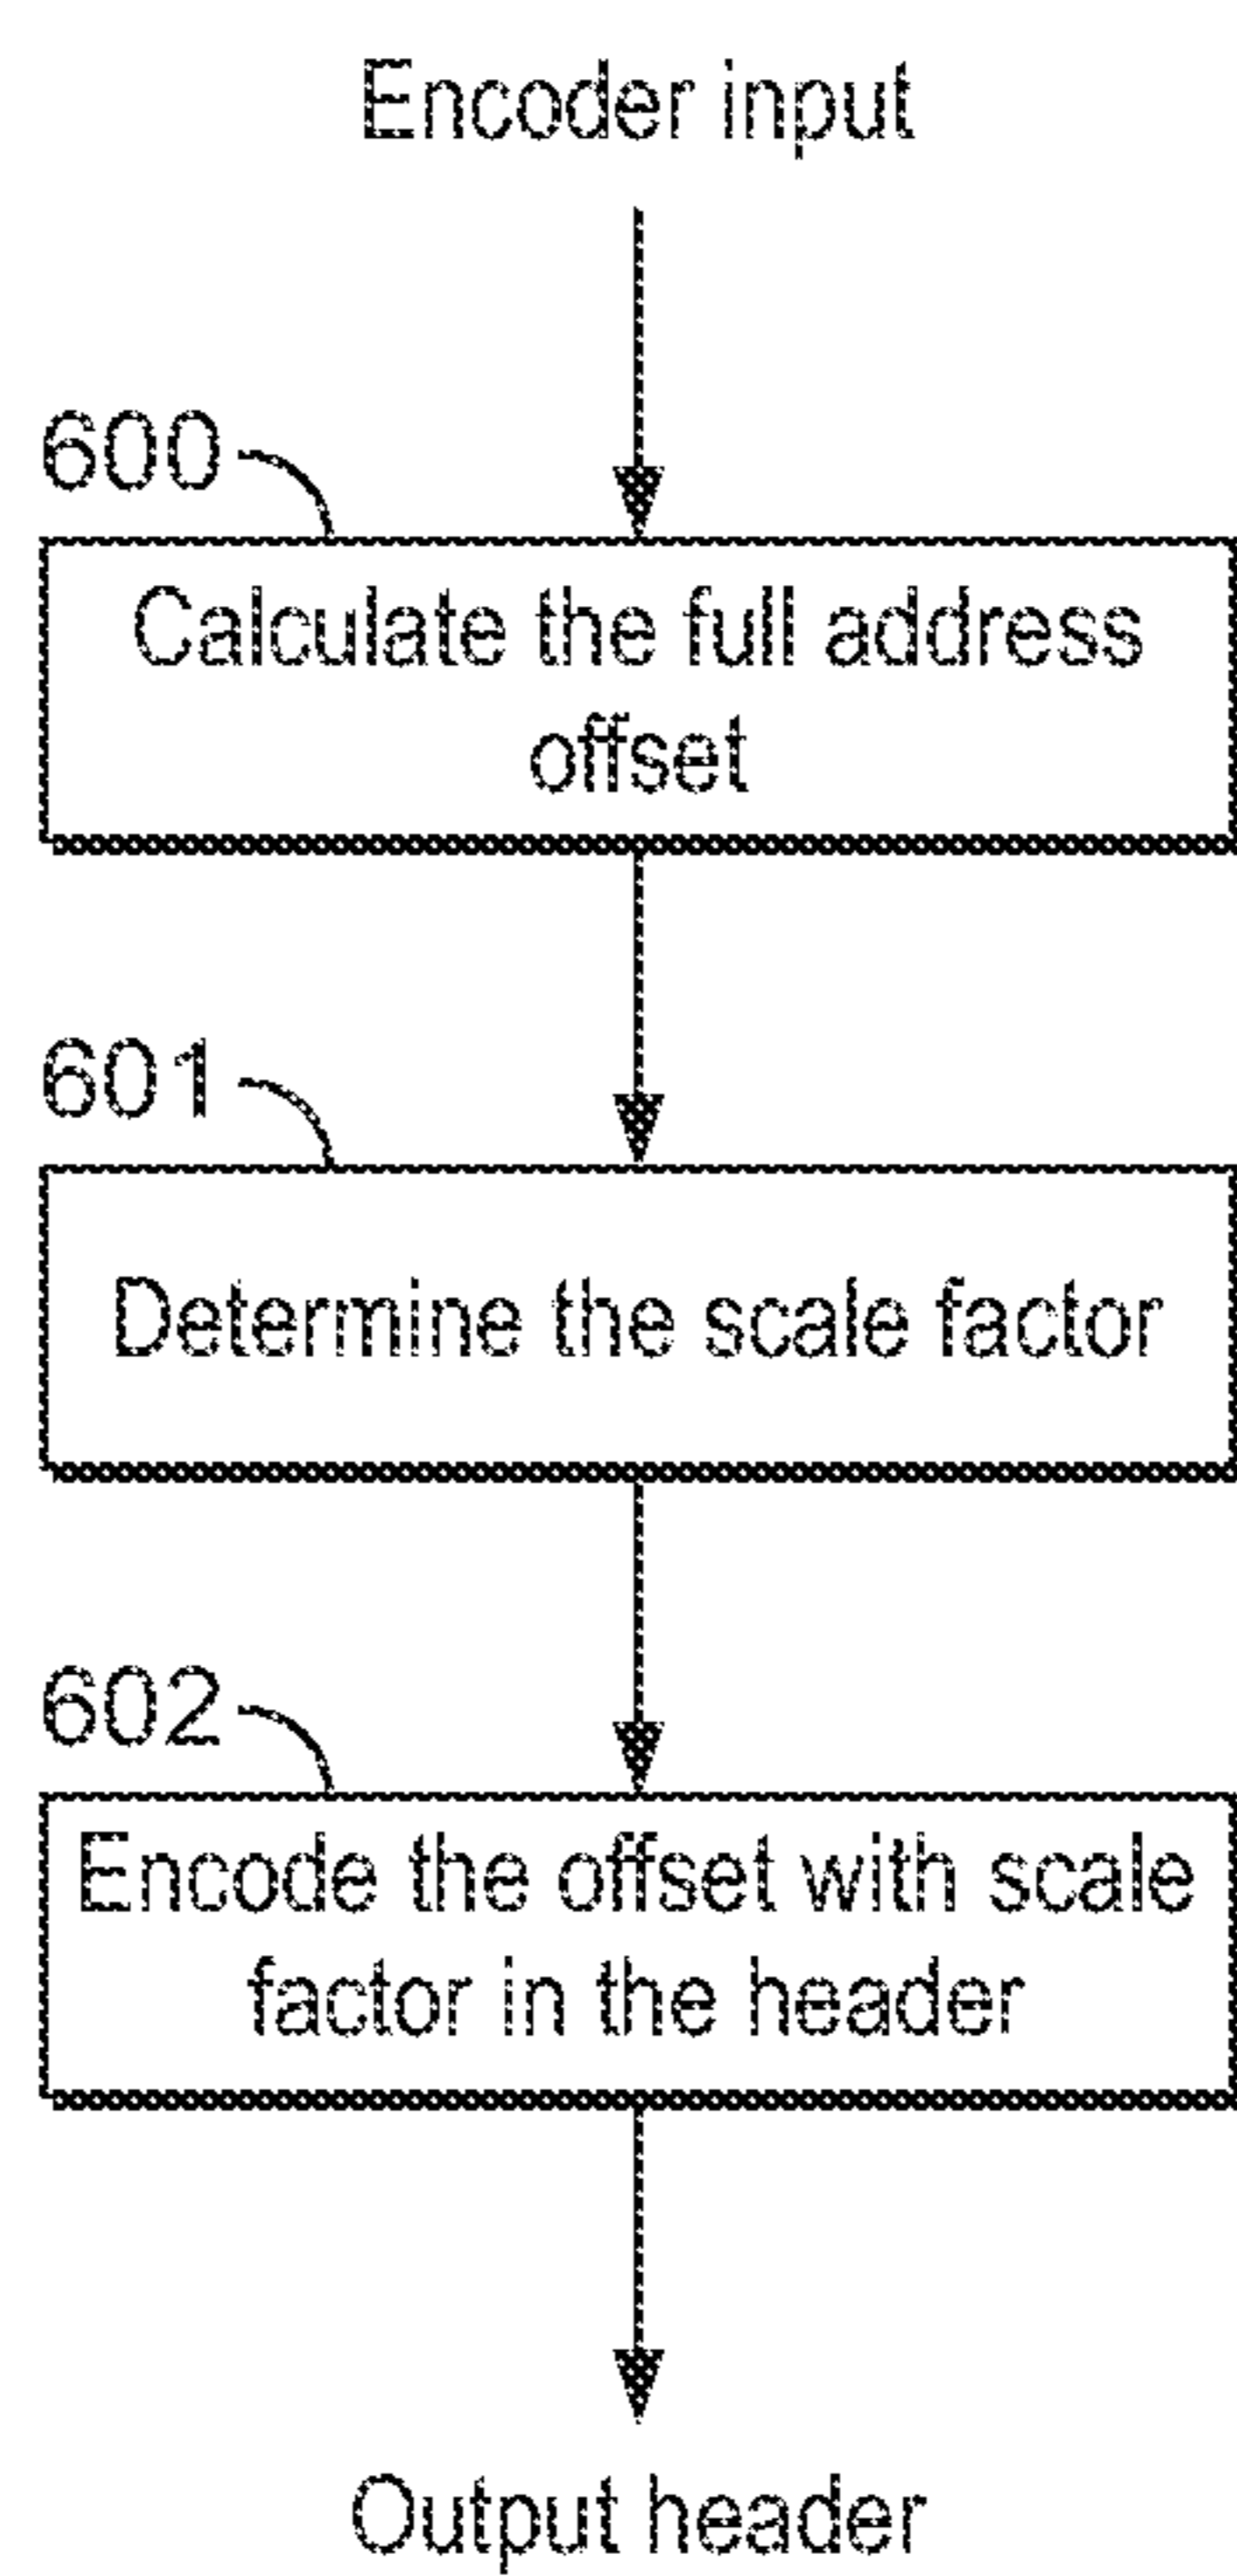 Encoder input
600
Calculate the full address
offset
601
Determine the scale factor
602
Encode the offset with scale
factor in the header
Output header